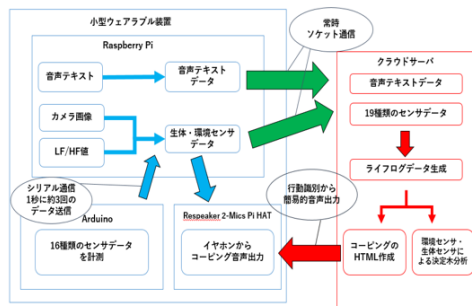 小型ウェアラブル装置
Raspberry Pi
音声テキスト
音声テキスト
データ
カメラ画像
LF/HF値
生体・環境センサ
データ
シリアル通信
1秒に約3回の
データ送信
Arduino
16種類のセンサデータ
を計測
Respeaker 2-Mics Pi HAT
イヤホンから
コーピング音声出力
常時
ソケット通信
行動識別から
簡易的音声出力
クラウドサーバ
音声テキストデータ
19種類のセンサデータ
ライフログデータ生成
コーピングの
HTML作成
環境センサ・
生体センサに
よる決定木分析